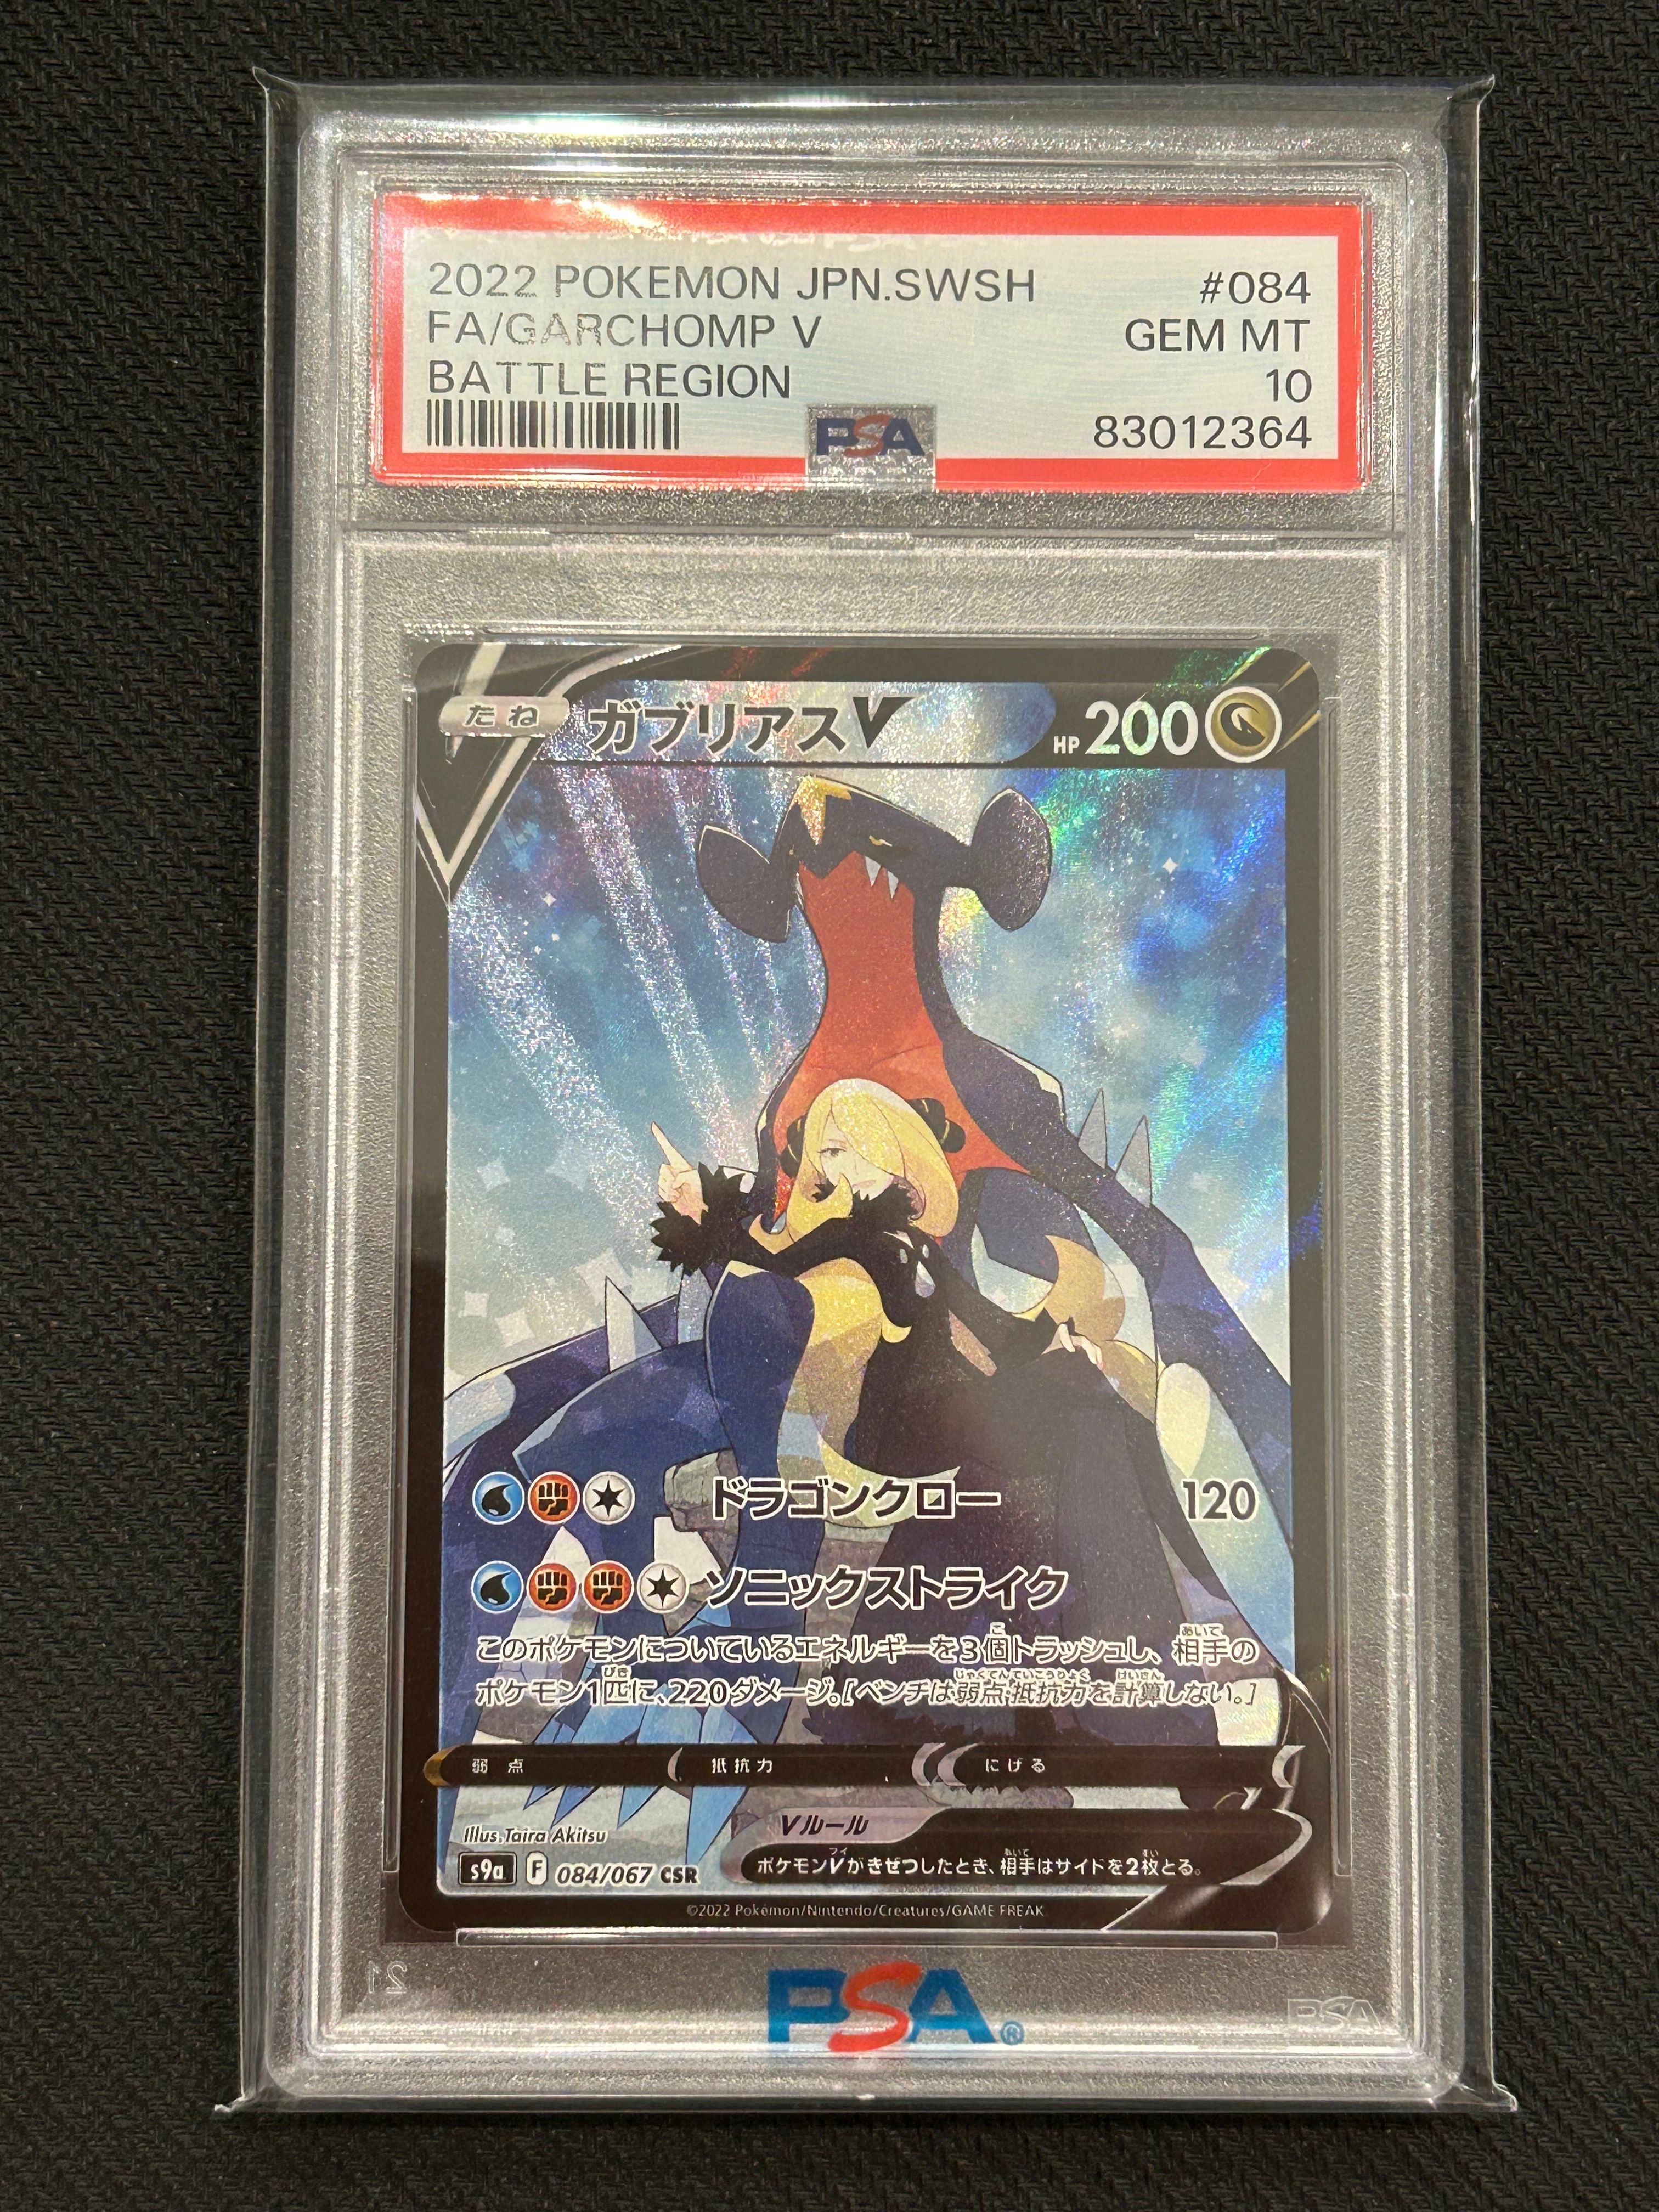 2022 POKEMON JPN.SWSH #084
FA/GARCHOMP V GEM MT
BATTLE REGION 10
PSA 83012364
たね ガブリアスV HP 200
ドラゴンクロー 120
ソニックストライク
このポケモンについているエネルギーを3個トラッシュし、相手の
ポケモン1匹に、220ダメージ。[ベンチは弱点・抵抗力を計算しない。]
弱点 抵抗力 にげる
Illus. Taira Akitsu
Vルール
ポケモンVがきぜつしたとき、相手はサイドを2枚とる。
s9a F 084/067 CSR
©2022 Pokémon/Nintendo/Creatures/GAME FREAK
21
PSA®
PSA